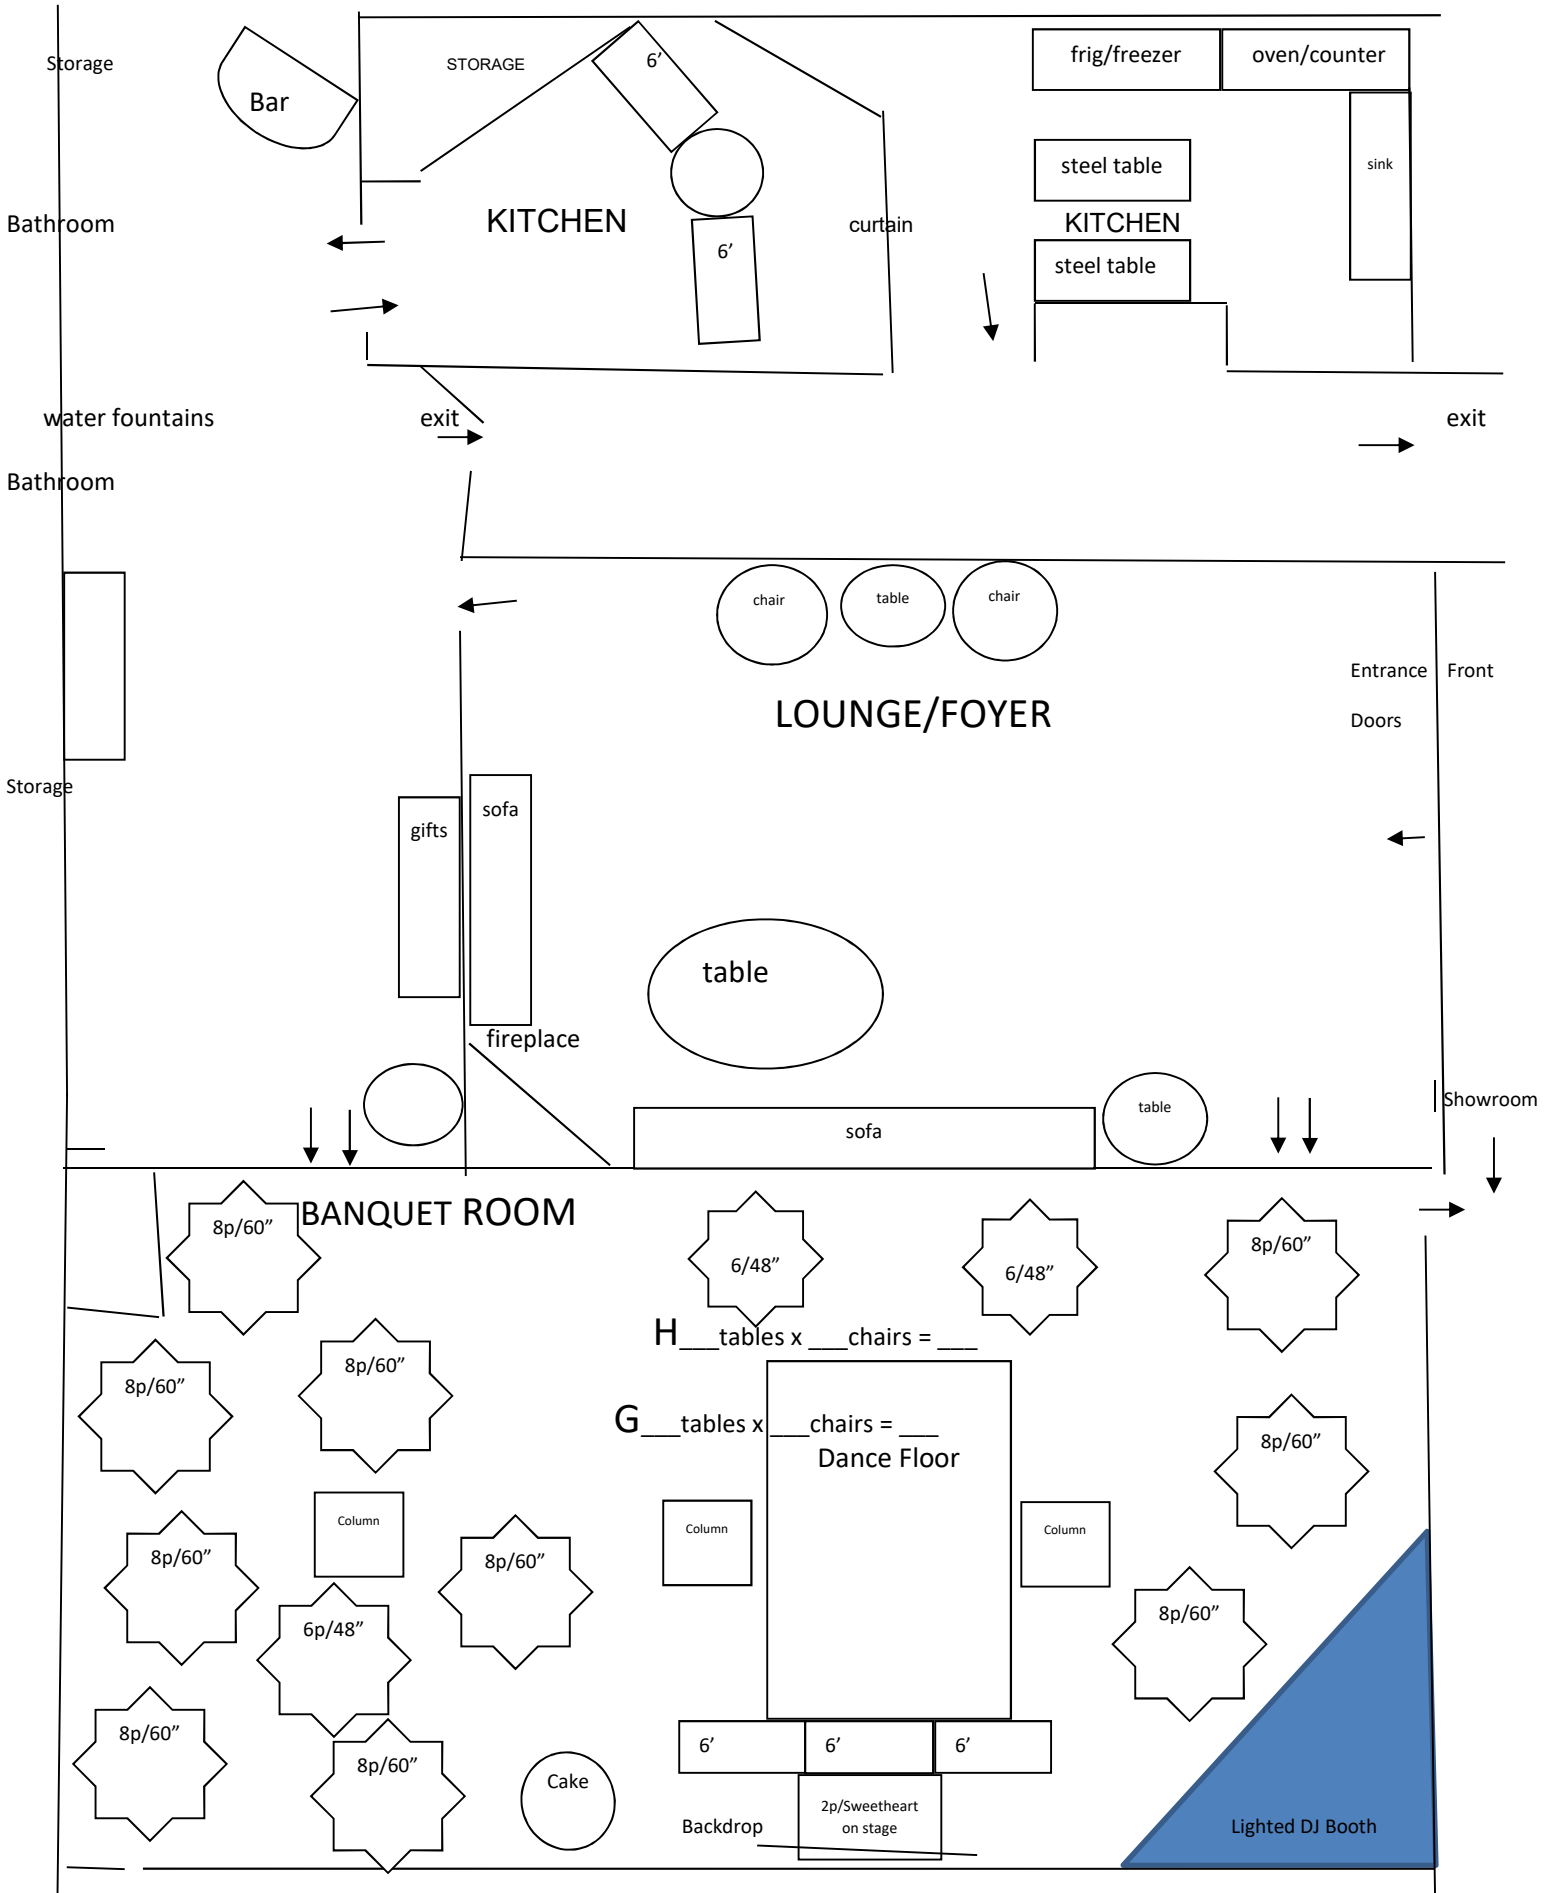 Storage
Bar
STORAGE
6’
frig/freezer
oven/counter
steel table
sink
Bathroom
KITCHEN
curtain
KITCHEN
6’
steel table
water fountains
exit
exit
Bathroom
chair
table
chair
Entrance
Front
LOUNGE/FOYER
Doors
Storage
gifts
sofa
table
fireplace
Showroom
table
sofa
BANQUET ROOM
8p/60”
6/48”
6/48”
8p/60”
H___tables x ___chairs = ___
8p/60”
8p/60”
G___tables x ___chairs = ___
Dance Floor
8p/60”
Column
Column
Column
8p/60”
8p/60”
8p/60”
6p/48”
8p/60”
6’
6’
6’
8p/60”
Cake
2p/Sweetheart
on stage
Backdrop
Lighted DJ Booth